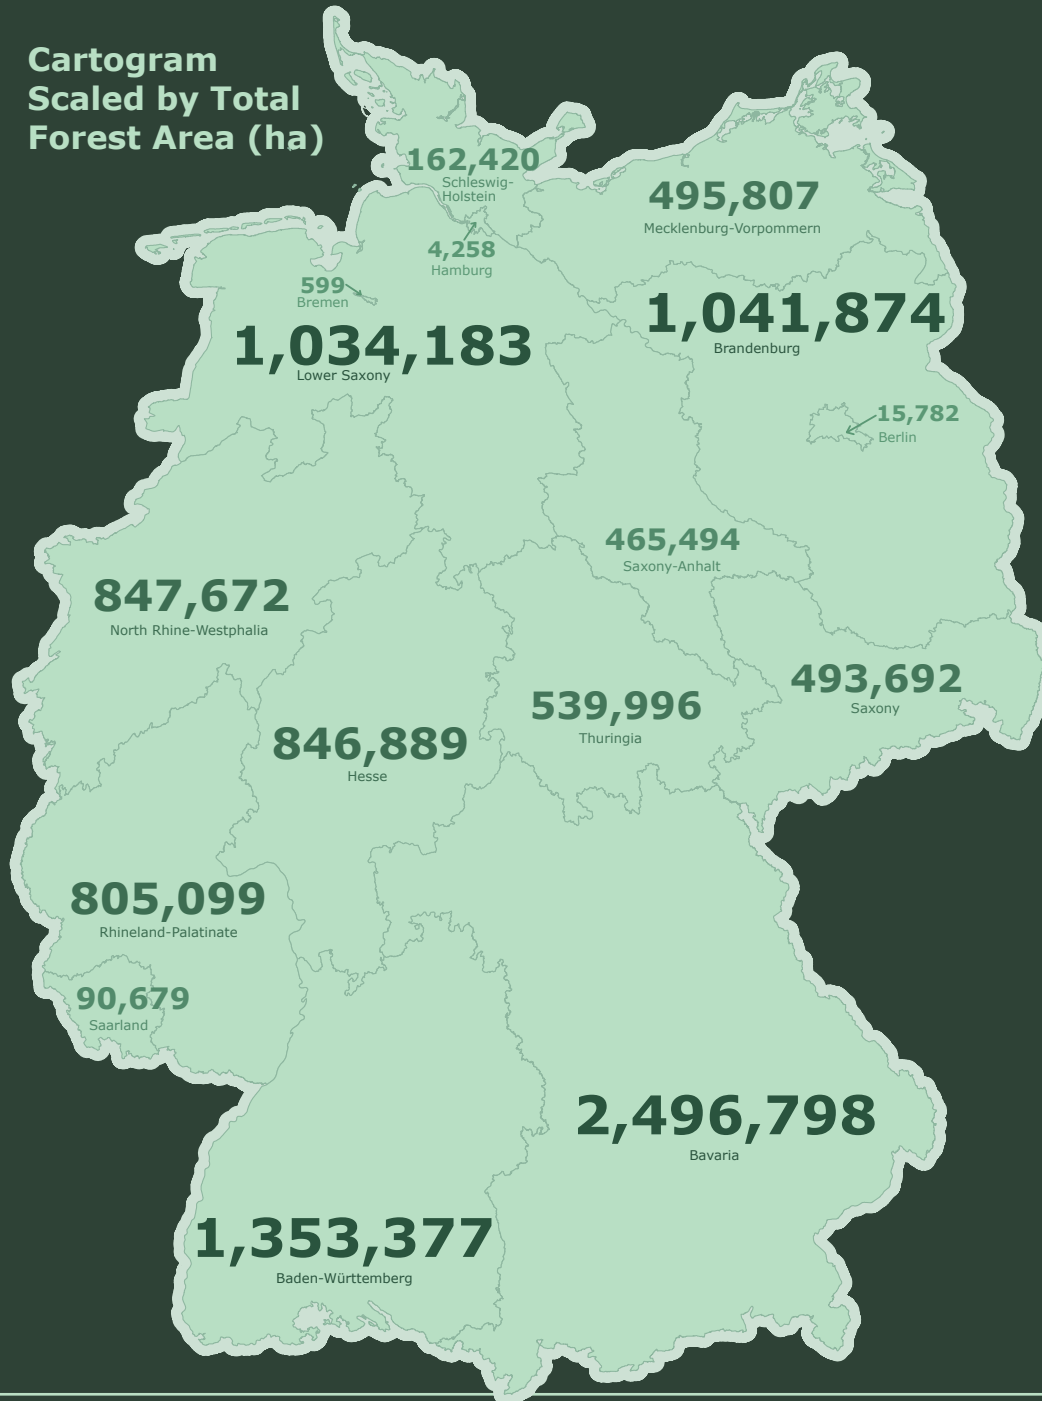 Cartogram
Scaled by Total
Forest Area (ha)
162,420
Schleswig-
Holstein
495,807
Mecklenburg-Vorpommern
4,258
Hamburg
599
Bremen
1,041,874
Brandenburg
1,034,183
Lower Saxony
15,782
Berlin
465,494
Saxony-Anhalt
847,672
North Rhine-Westphalia
493,692
Saxony
539,996
Thuringia
846,889
Hesse
805,099
Rhineland-Palatinate
90,679
Saarland
2,496,798
Bavaria
1,353,377
Baden-Württemberg